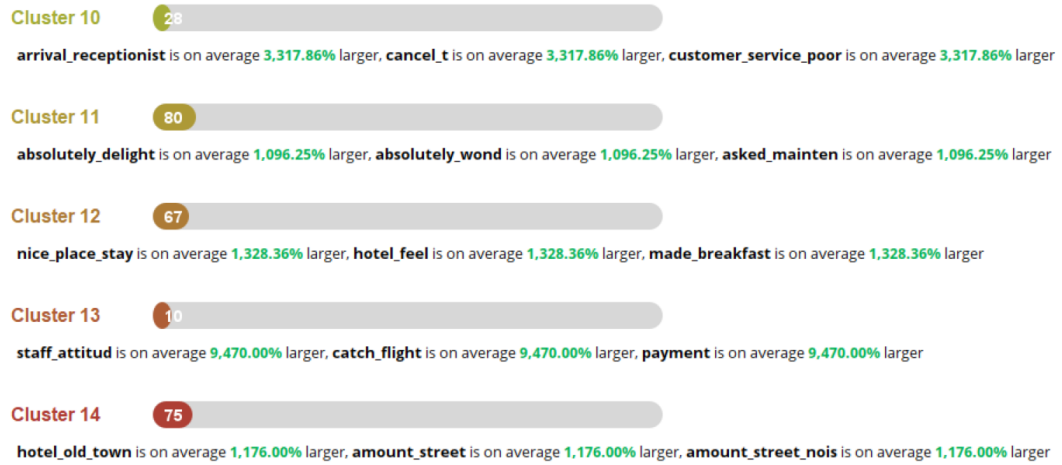 Cluster 10 28
arrival_receptionist is on average 3,317.86% larger, cancel_t is on average 3,317.86% larger, customer_service_poor is on average 3,317.86% larger
Cluster 11 80
absolutely_delight is on average 1,096.25% larger, absolutely_wond is on average 1,096.25% larger, asked_mainten is on average 1,096.25% larger
Cluster 12 67
nice_place_stay is on average 1,328.36% larger, hotel_feel is on average 1,328.36% larger, made_breakfast is on average 1,328.36% larger
Cluster 13 10
staff_attitud is on average 9,470.00% larger, catch_flight is on average 9,470.00% larger, payment is on average 9,470.00% larger
Cluster 14 75
hotel_old_town is on average 1,176.00% larger, amount_street is on average 1,176.00% larger, amount_street_nois is on average 1,176.00% larger